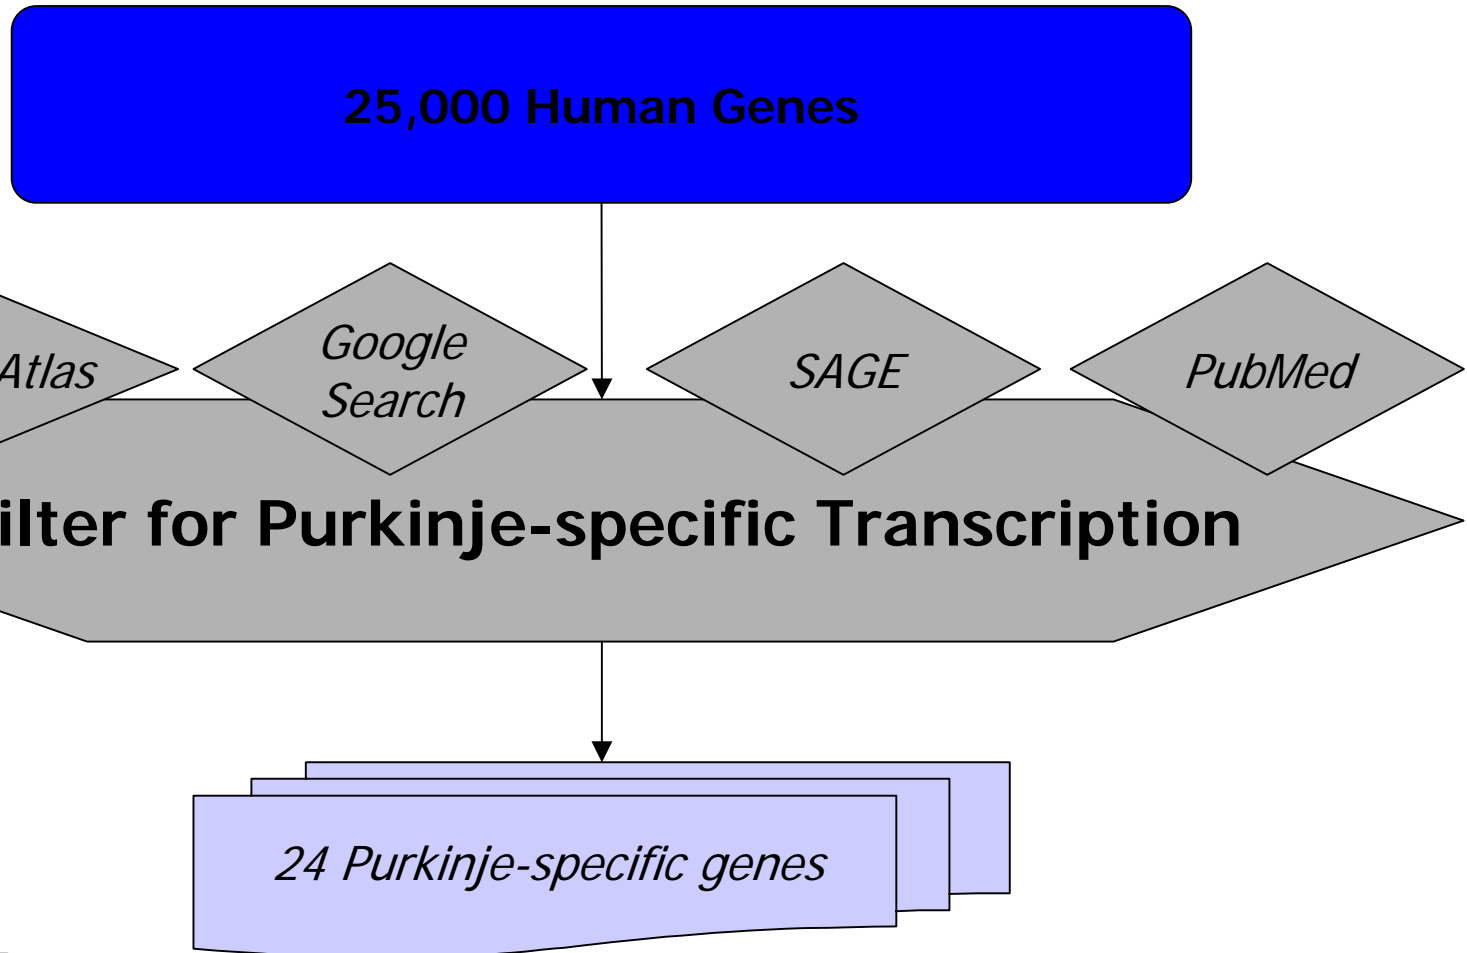 25,000 Human Genes
Atlas
Google
Search
SAGE
PubMed
ilter for Purkinje-specific Transcription
24 Purkinje-specific genes